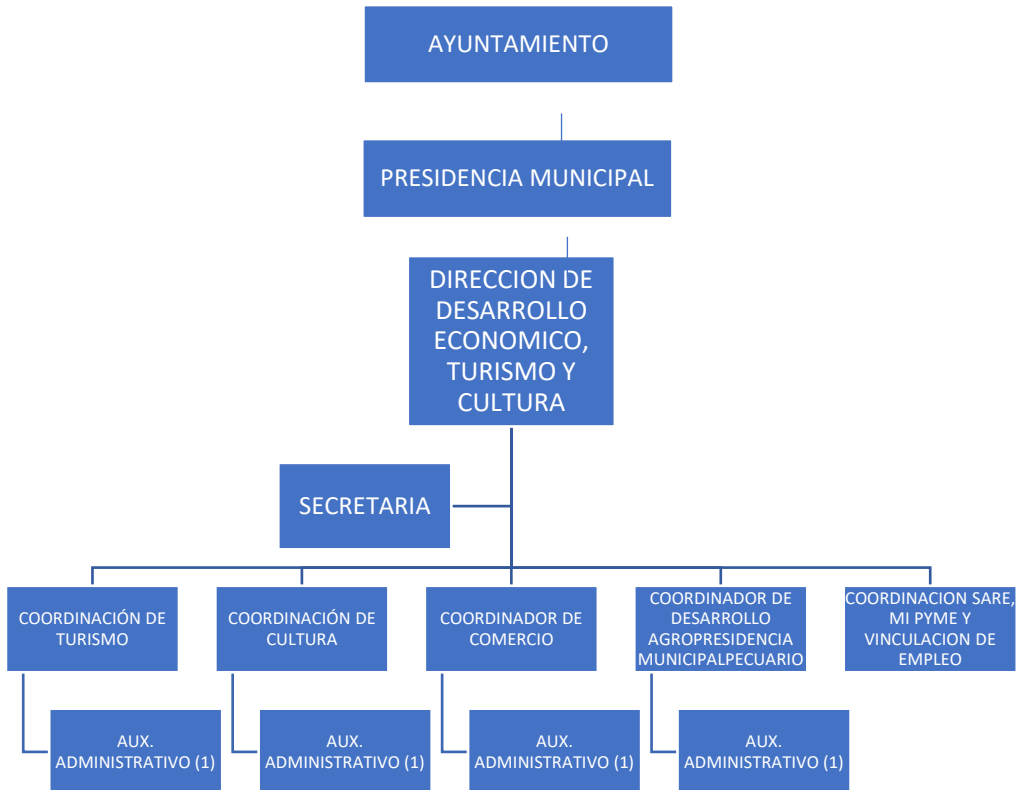 AYUNTAMIENTO
PRESIDENCIA MUNICIPAL
DIRECCION DE
DESARROLLO
ECONOMICO,
TURISMO Y
CULTURA
SECRETARIA
COORDINACIÓN DE
TURISMO
COORDINACIÓN DE
CULTURA
COORDINADOR DE
COMERCIO
COORDINADOR DE
DESARROLLO
AGROPRESIDENCIA
MUNICIPALPECUARIO
COORDINACION SARE,
MI PYME Y
VINCULACION DE
EMPLEO
AUX.
ADMINISTRATIVO (1)
AUX.
ADMINISTRATIVO (1)
AUX.
ADMINISTRATIVO (1)
AUX.
ADMINISTRATIVO (1)